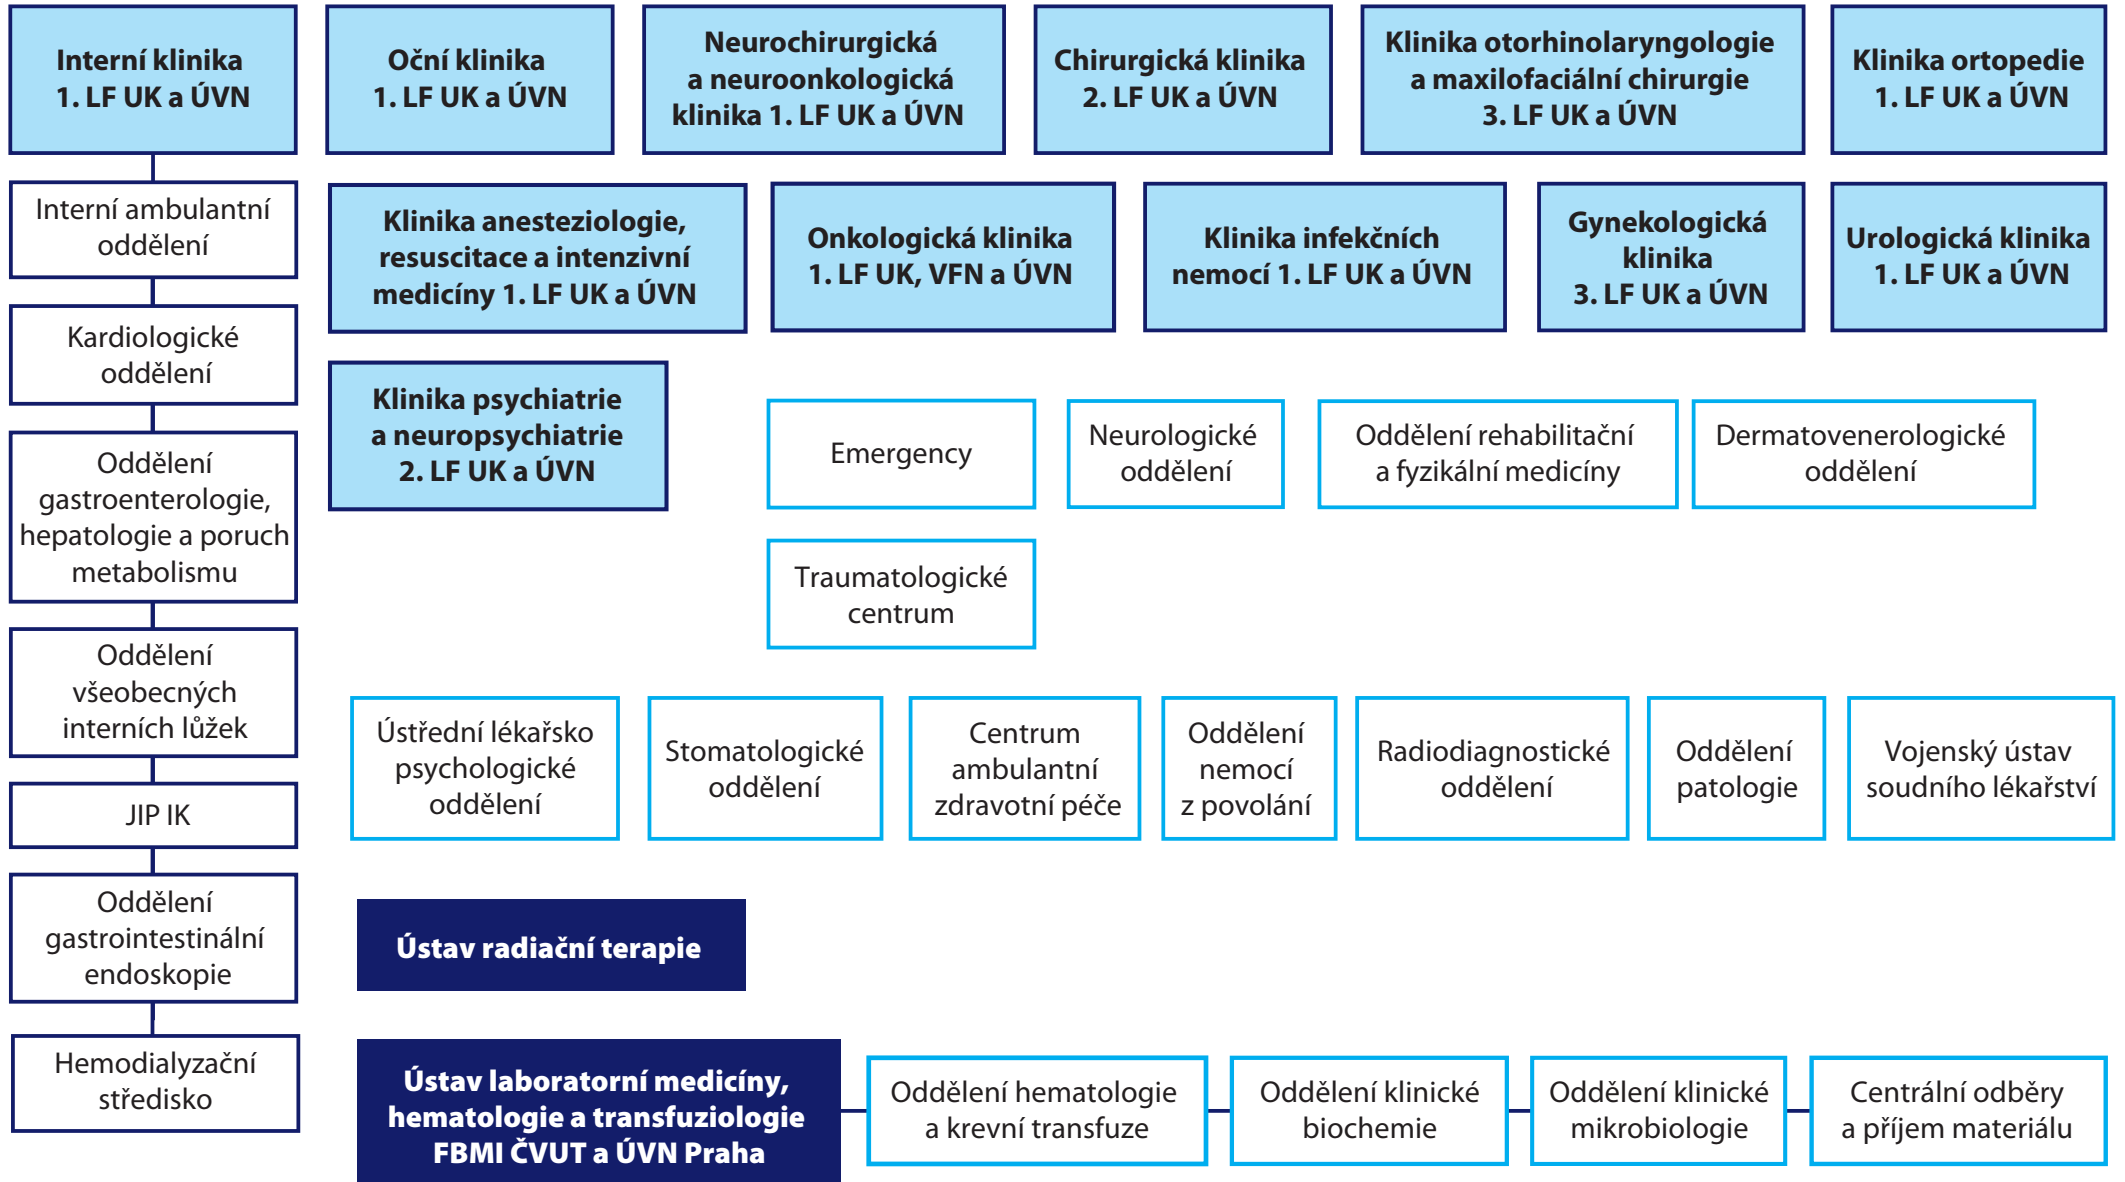 Interní klinika
1. LF UK a ÚVN
Oční klinika
1. LF UK a ÚVN
Neurochirurgická
a neuroonkologická
klinika 1. LF UK a ÚVN
Chirurgická klinika
2. LF UK a ÚVN
Klinika otorhinolaryngologie
a maxilofaciální chirurgie
3. LF UK a ÚVN
Klinika ortopedie
1. LF UK a ÚVN
Interní ambulantní
oddělení
Kardiologické
oddělení
Oddělení
gastroenterologie,
hepatologie a poruch
metabolismu
Oddělení
všeobecných
interních lůžek
JIP IK
Oddělení
gastrointestinální
endoskopie
Hemodialyzační
středisko
Klinika anesteziologie,
resuscitace a intenzivní
medicíny 1. LF UK a ÚVN
Onkologická klinika
1. LF UK, VFN a ÚVN
Klinika infekčních
nemocí 1. LF UK a ÚVN
Gynekologická
klinika
3. LF UK a ÚVN
Urologická klinika
1. LF UK a ÚVN
Klinika psychiatrie
a neuropsychiatrie
2. LF UK a ÚVN
Emergency
Neurologické
oddělení
Oddělení rehabilitační
a fyzikální medicíny
Dermatovenerologické
oddělení
Traumatologické
centrum
Ústřední lékařsko
psychologické
oddělení
Stomatologické
oddělení
Centrum
ambulantní
zdravotní péče
Oddělení
nemocí
z povolání
Radiodiagnostické
oddělení
Oddělení
patologie
Vojenský ústav
soudního lékařství
Ústav radiační terapie
Ústav laboratorní medicíny,
hematologie a transfuziologie
FBMI ČVUT a ÚVN Praha
Oddělení hematologie
a krevní transfuze
Oddělení klinické
biochemie
Oddělení klinické
mikrobiologie
Centrální odběry
a příjem materiálu